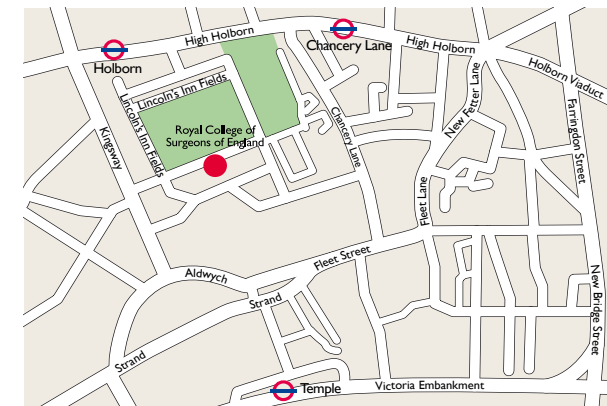 High Holborn
Chancery Lane
High Holborn
Holborn
Holborn Viaduct
Lincoln's Inn Fields
Lincoln's Inn Fields
New Fetter Lane
Farringdon Street
Kingsway
Royal College of
Surgeons of England
Chancery Lane
Fleet Lane
Fleet Street
Aldwych
Strand
New Bridge Street
Strand
Temple
Victoria Embankment